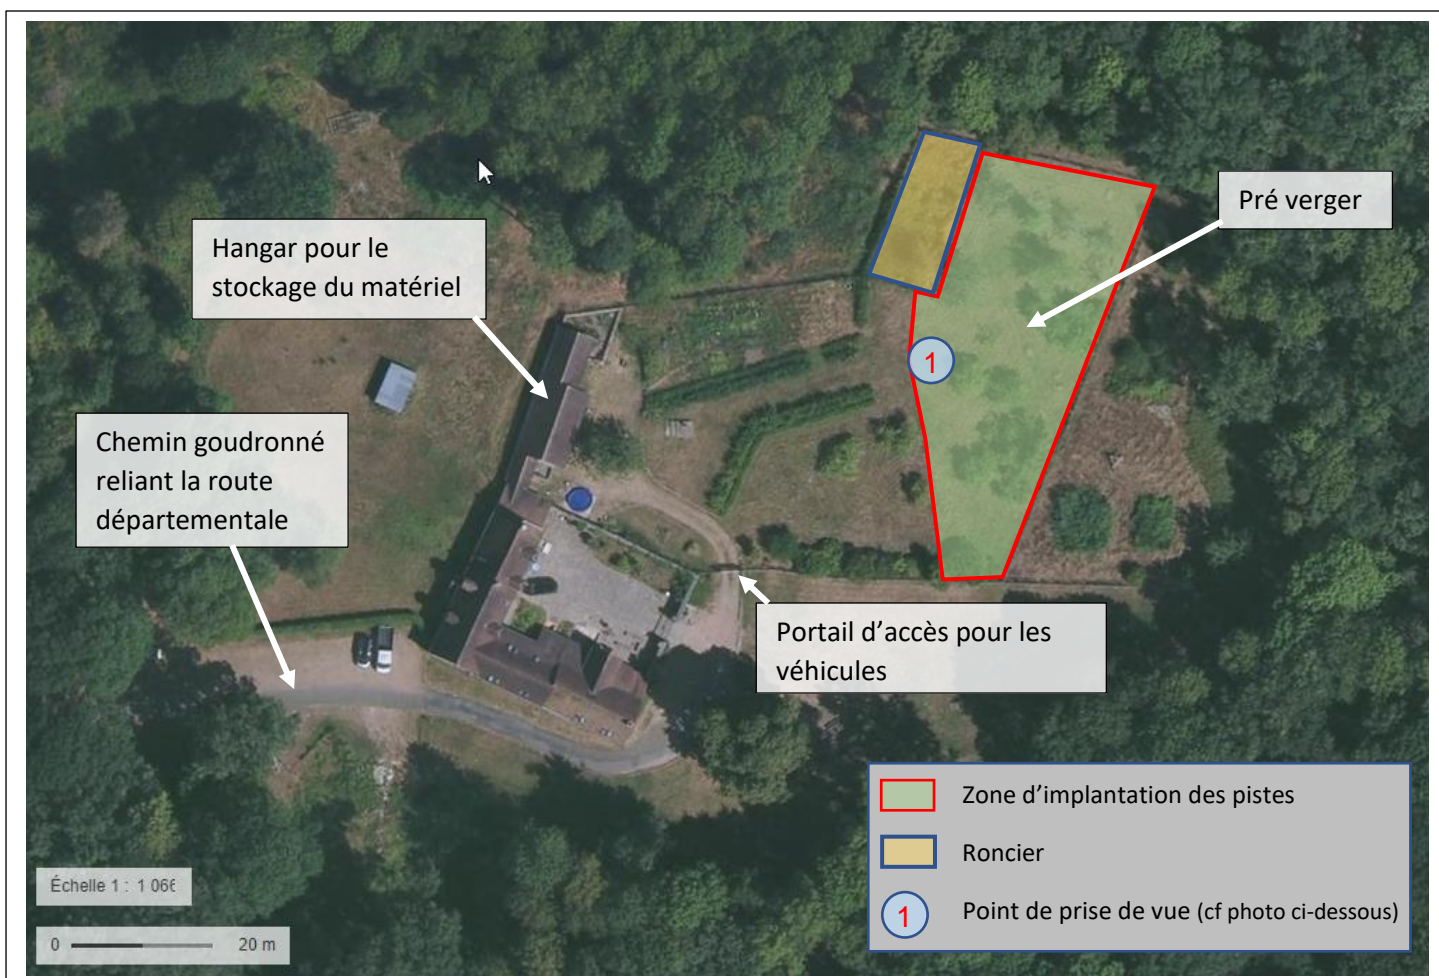 Pré verger
Hangar pour le
stockage du matériel
1
Chemin goudronné
reliant la route
départementale
Portail d’accès pour les
véhicules
Zone d’implantation des pistes
Roncier
1
Point de prise de vue (cf photo ci-dessous)
Échelle 1 : 1 066
0
20 m